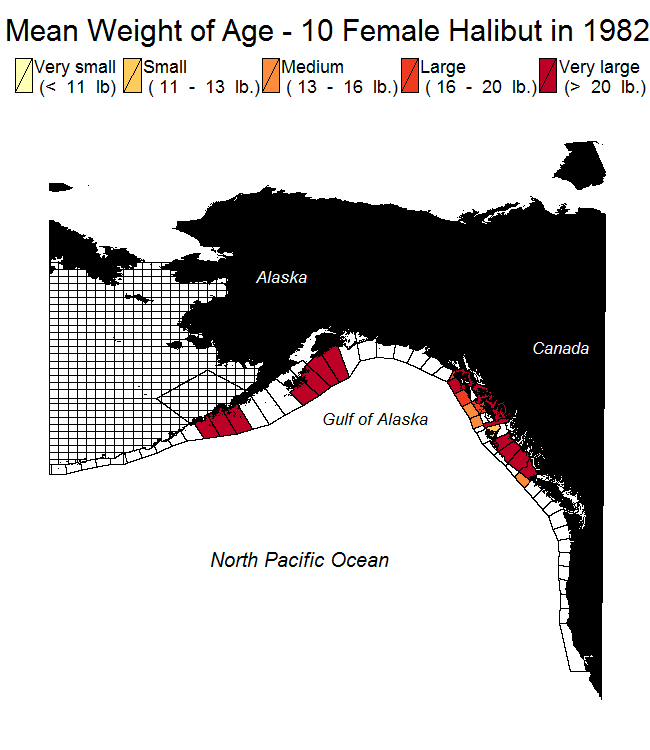 Mean Weight of Age - 10 Female Halibut in 1982
Very small Small Medium Large Very large
(< 11 lb) ( 11 - 13 lb.) ( 13 - 16 lb.) ( 16 - 20 lb.) (> 20 lb.)
Alaska
Canada
Gulf of Alaska
North Pacific Ocean